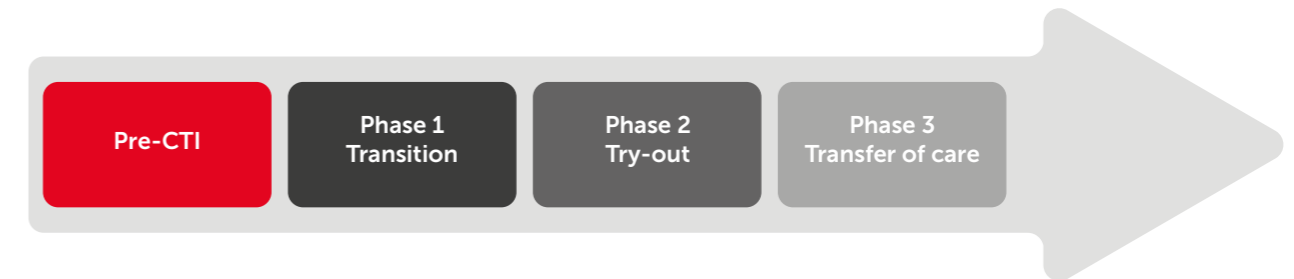 Pre-CTI
Phase 1
Transition
Phase 2
Try-out
Phase 3
Transfer of care